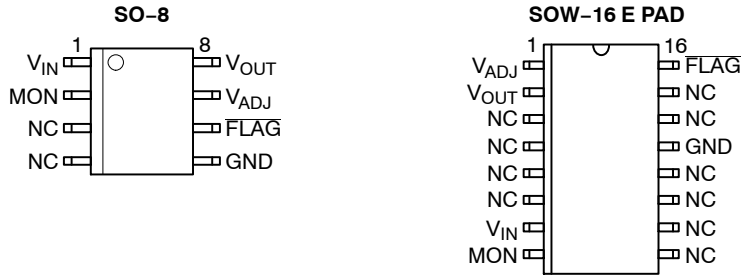 SO–8
1 8
VIN VOUT
MON VADJ
NC FLAG
NC GND
SOW–16 E PAD
1 16
VADJ FLAG
VOUT NC
NC NC
NC GND
NC NC
NC NC
VIN NC
MON NC